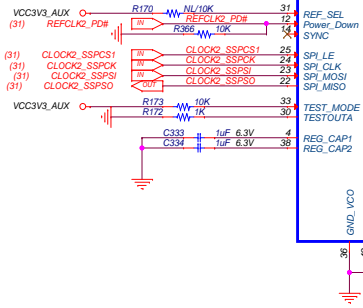 VCC3V3_AUX R170 NL/10K 31 REF_SEL
(31) REFCLK2_PD# IN REFCLK2_PD# 12 Power_Down
R366 10K 14 SYNC
(31) CLOCK2_SSPCS1 IN CLOCK2_SSPCS1 25 SPI_LE
(31) CLOCK2_SSPCK IN CLOCK2_SSPCK 24 SPI_CLK
(31) CLOCK2_SSPSI IN CLOCK2_SSPSI 23 SPI_MOSI
(31) CLOCK2_SSPSO OUT CLOCK2_SSPSO 22 SPI_MISO
VCC3V3_AUX R173 10K 33 TEST_MODE
R172 1K 30 TESTOUTA
C333 1uF 6.3V 4 REG_CAP1
C334 1uF 6.3V 38 REG_CAP2
GND_VCO
36